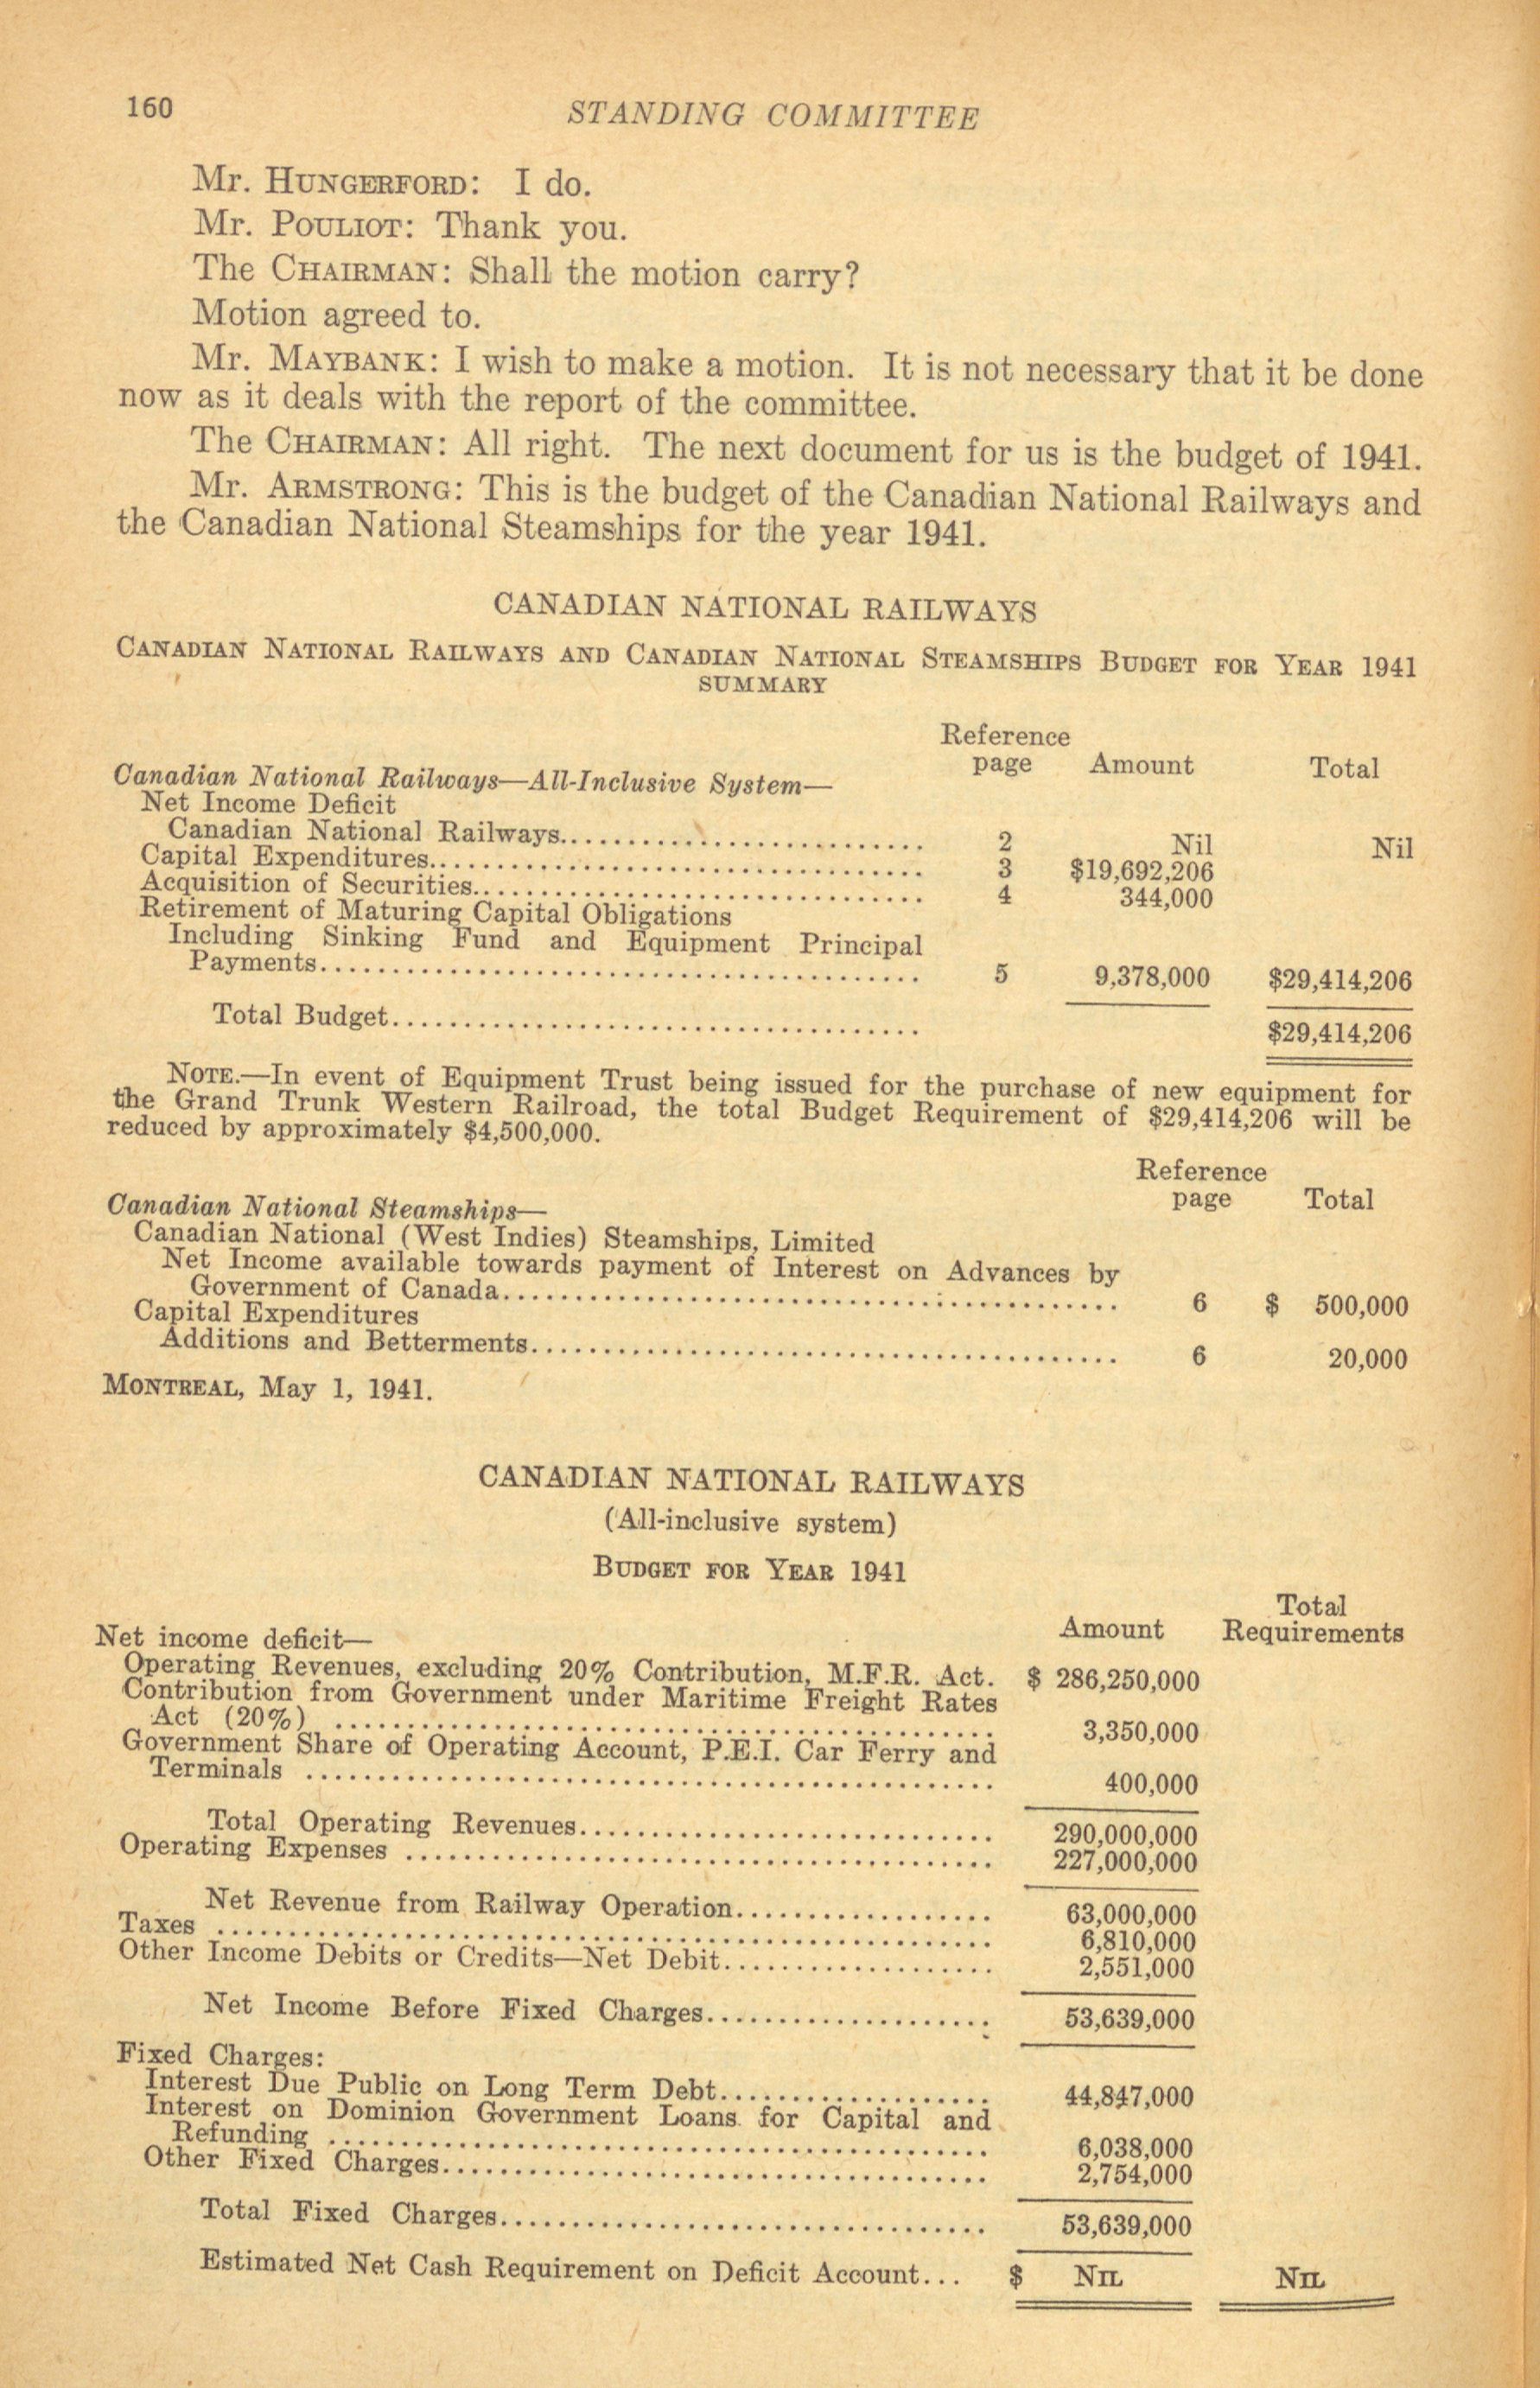 160
STANDING COMMITTEE
Mr. HUNGERFORD: I do.
Mr. POULIOT: Thank you.
The CHAIRMAN: Shall the motion carry?
Motion agreed to.
Mr. MAYBANK: I wish to make a motion. It is not necessary that it be done
now as it deals with the report of the committee.
The CHAIRMAN: All right. The next document for us is the budget of 1941.
Mr. ARMSTRONG: This is the budget of the Canadian National Railways and
the Canadian National Steamships for the year 1941.
CANADIAN NATIONAL RAILWAYS
CANADIAN NATIONAL RAILWAYS AND CANADIAN NATIONAL STEAMSHIPS BUDGET FOR YEAR 1941
SUMMARY
Reference
page Amount Total
Canadian National Railways—All-Inclusive System—
Net Income Deficit
Canadian National Railways.............................. 2 Nil Nil
Capital Expenditures.................................... 3 $19,692,206
Acquisition of Securities................................. 4 344,000
Retirement of Maturing Capital Obligations
Including Sinking Fund and Equipment Principal
Payments.......................................... 5 9,378,000 $29,414,206
Total Budget..................................... $29,414,206
NOTE.—In event of Equipment Trust being issued for the purchase of new equipment for
the Grand Trunk Western Railroad, the total Budget Requirement of $29,414,206 will be
reduced by approximately $4,500,000.
Reference
page Total
Canadian National Steamships—
Canadian National (West Indies) Steamships, Limited
Net Income available towards payment of Interest on Advances by
Government of Canada........................................... 6 $ 500,000
Capital Expenditures
Additions and Betterments......................................... 6 20,000
MONTREAL, May 1, 1941.
CANADIAN NATIONAL RAILWAYS
(All-inclusive system)
BUDGET FOR YEAR 1941
Total
Amount Requirements
Net income deficit—
Operating Revenues, excluding 20% Contribution, M.F.R. Act. $ 286,250,000
Contribution from Government under Maritime Freight Rates
Act (20%) .............................................. 3,350,000
Government Share of Operating Account, P.E.I. Car Ferry and
Terminals ................................................ 400,000
Total Operating Revenues............................. 290,000,000
Operating Expenses ......................................... 227,000,000
Net Revenue from Railway Operation.................. 63,000,000
Taxes ...................................................... 6,810,000
Other Income Debits or Credits—Net Debit................... 2,551,000
Net Income Before Fixed Charges.................... 53,639,000
Fixed Charges:
Interest Due Public on Long Term Debt................... 44,847,000
Interest on Dominion Government Loans for Capital and
Refunding .............................................. 6,038,000
Other Fixed Charges...................................... 2,754,000
Total Fixed Charges.................................. 53,639,000
Estimated Net Cash Requirement on Deficit Account... $ NIL NIL